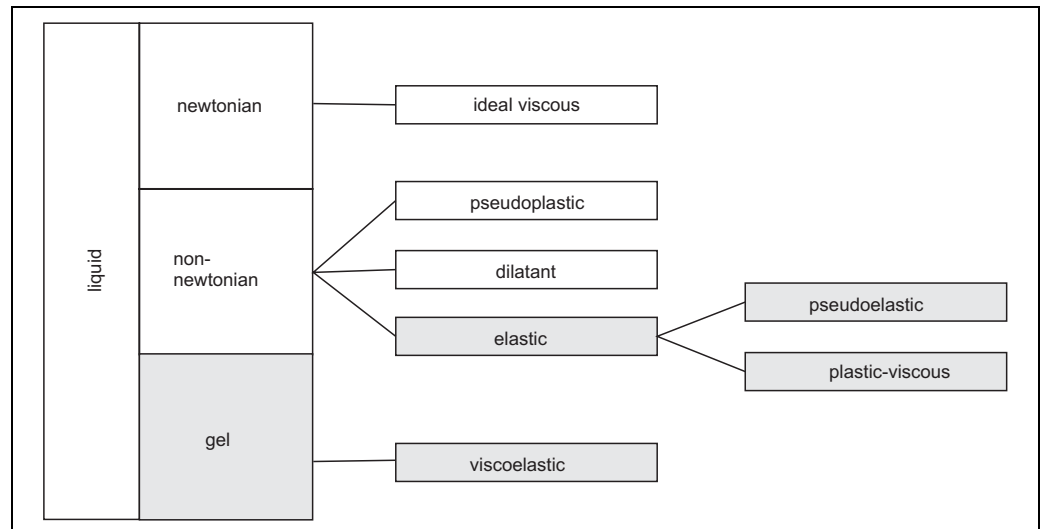 liquid
newtonian
ideal viscous
non-
newtonian
pseudoplastic
dilatant
elastic
pseudoelastic
plastic-viscous
gel
viscoelastic